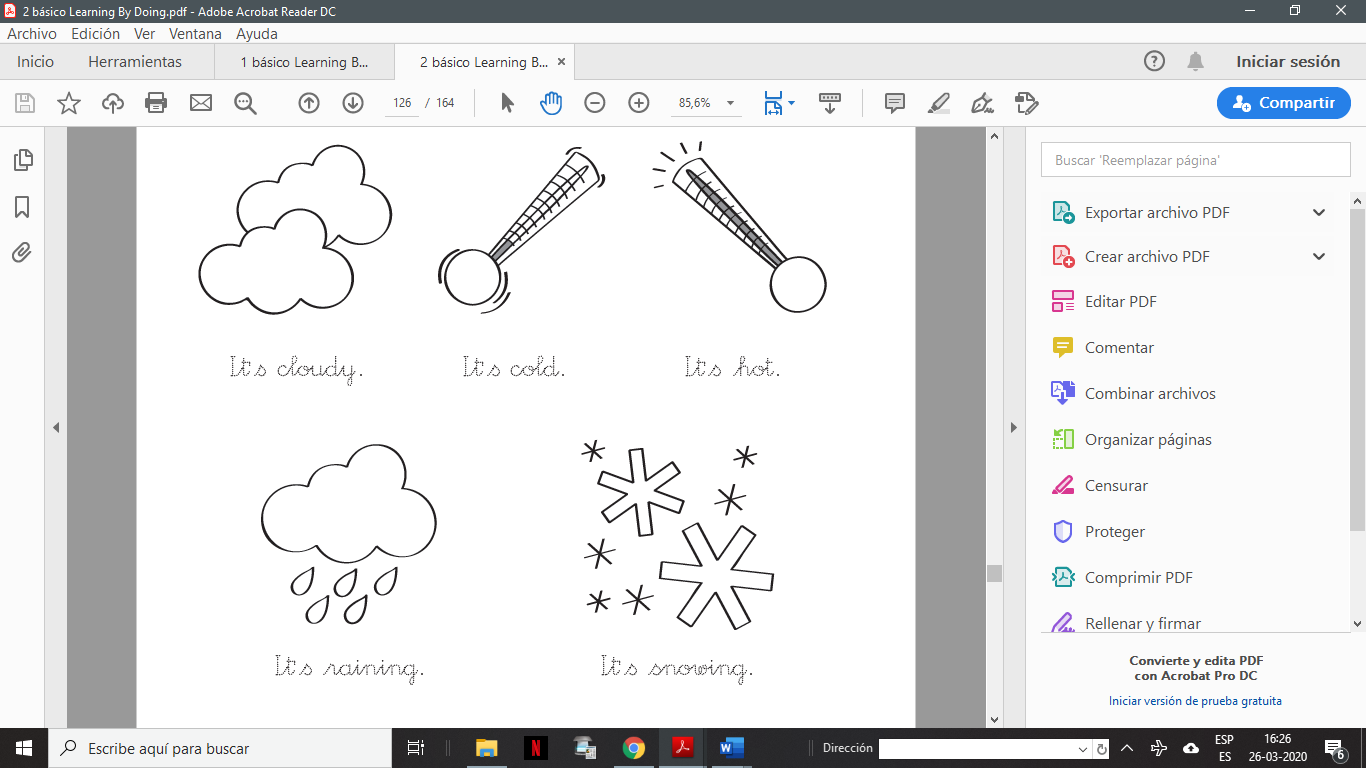 2 básico Learning By Doing.pdf - Adobe Acrobat Reader DC
Archivo Edición Ver Ventana Ayuda
Inicio Herramientas 1 básico Learning B... 2 básico Learning B... × Iniciar sesión
126 / 164 85,6% Compartir
Buscar 'Reemplazar página'
Exportar archivo PDF
Crear archivo PDF
Editar PDF
Comentar
Combinar archivos
Organizar páginas
Censurar
Proteger
Comprimir PDF
Rellenar y firmar
Convierte y edita PDF
con Acrobat Pro DC
Iniciar versión de prueba gratuita
It's cloudy. It's cold. It's hot.
It's raining. It's snowing.
Escribe aquí para buscar
Dirección
ESP
ES
16:26
26-03-2020
6